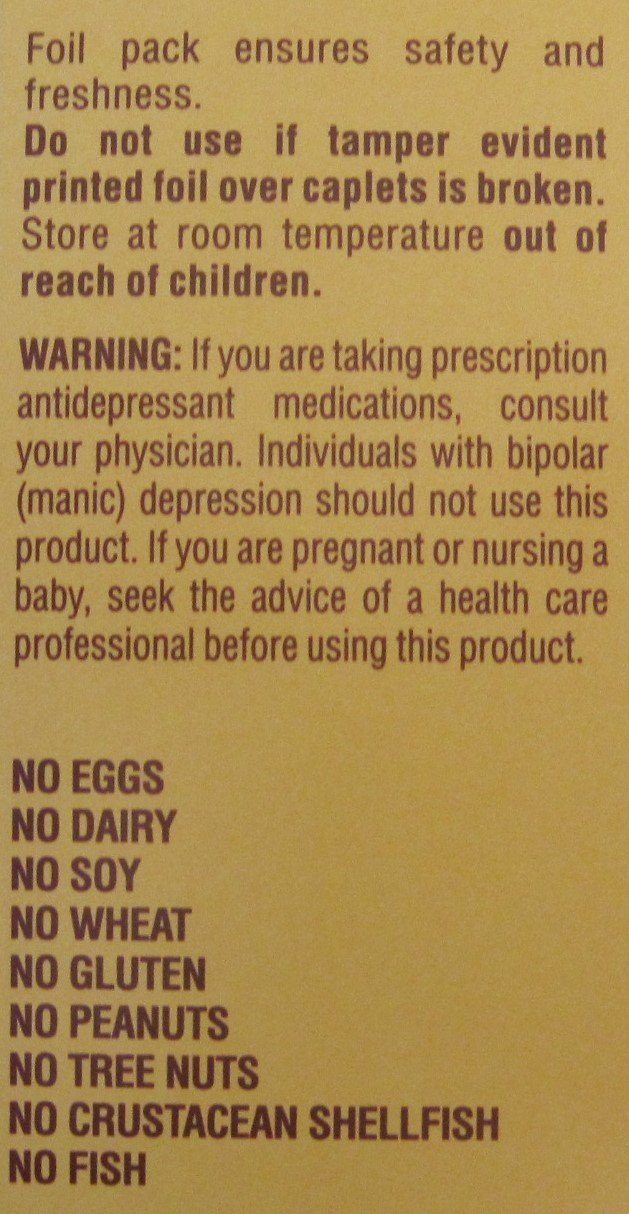 Foil pack ensures safety and
freshness.
Do not use if tamper evident
printed foil over caplets is broken.
Store at room temperature out of
reach of children.
WARNING: If you are taking prescription
antidepressant medications, consult
your physician. Individuals with bipolar
(manic) depression should not use this
product. If you are pregnant or nursing a
baby, seek the advice of a health care
professional before using this product.
NO EGGS
NO DAIRY
NO SOY
NO WHEAT
NO GLUTEN
NO PEANUTS
NO TREE NUTS
NO CRUSTACEAN SHELLFISH
NO FISH